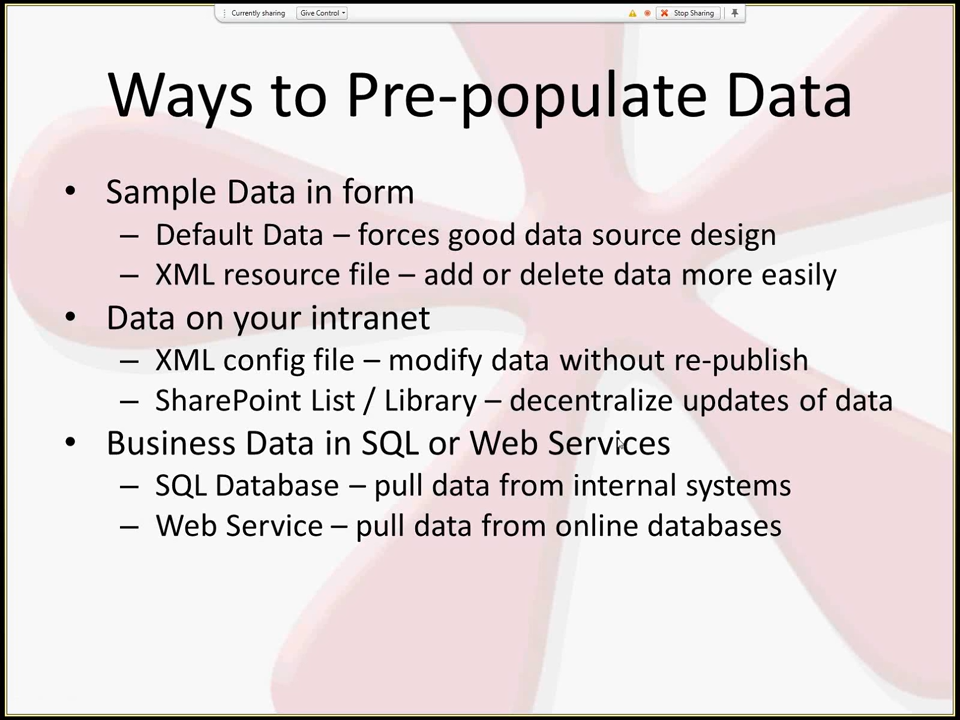 Currently sharing Give Control Stop Sharing
Ways to Pre-populate Data
• Sample Data in form
– Default Data – forces good data source design
– XML resource file – add or delete data more easily
• Data on your intranet
– XML config file – modify data without re-publish
– SharePoint List / Library – decentralize updates of data
• Business Data in SQL or Web Services
– SQL Database – pull data from internal systems
– Web Service – pull data from online databases